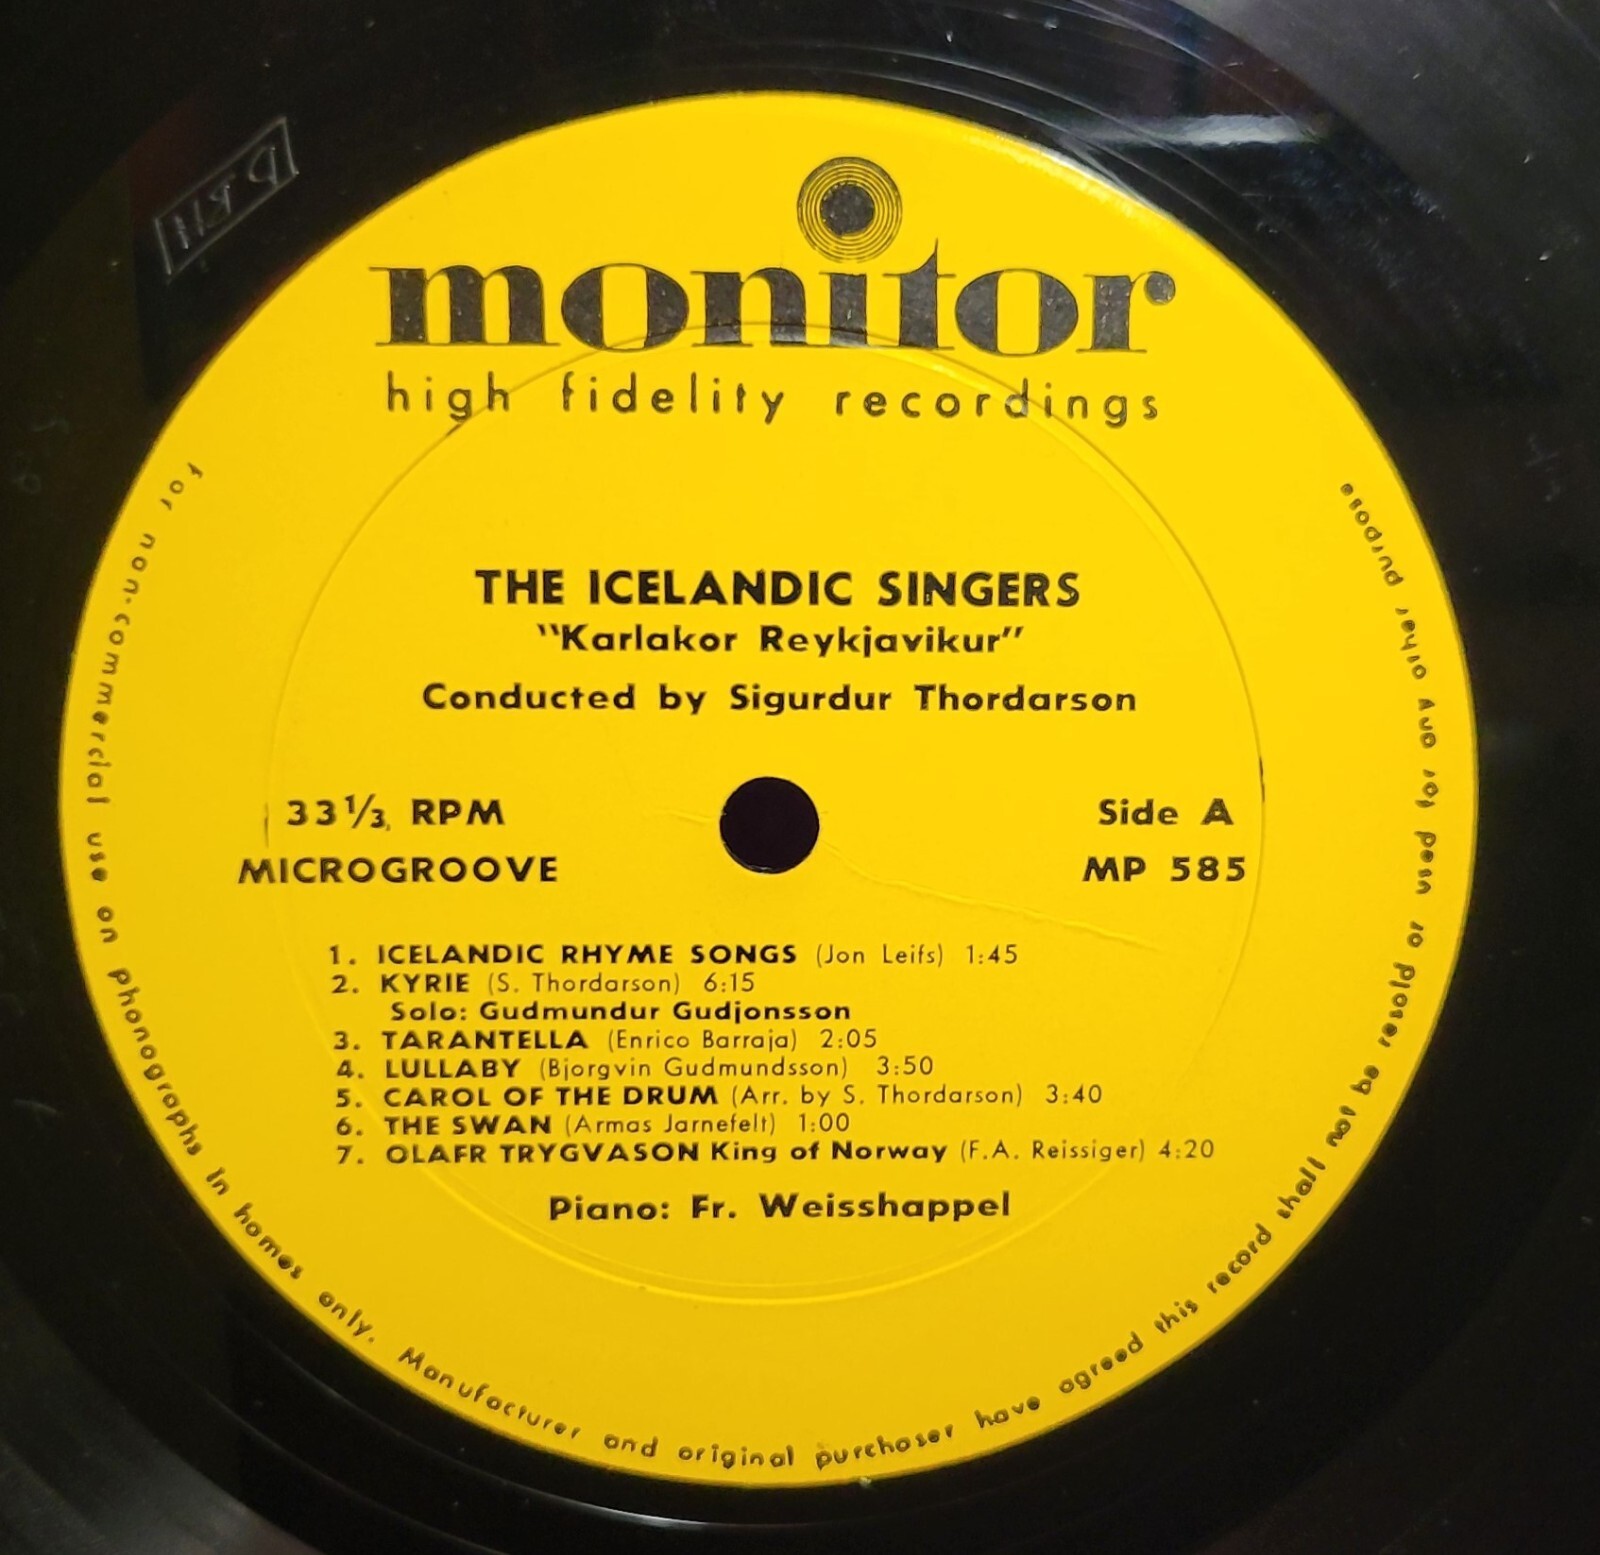 monitor
high fidelity recordings
THE ICELANDIC SINGERS
"Karlakor Reykjavikur"
Conducted by Sigurdur Thordarson
33 1/3 RPM
MICROGROOVE
Side A
MP 585
1. ICELANDIC RHYME SONGS (Jon Leifs) 1:45
2. KYRIE (S. Thordarson) 6:15
Solo: Gudmundur Gudjonsson
3. TARANTELLA (Enrico Barraja) 2:05
4. LULLABY (Bjorgvin Gudmundsson) 3:50
5. CAROL OF THE DRUM (Arr. by S. Thordarson) 3:40
6. THE SWAN (Armas Jarnefelt) 1:00
7. OLAFR TRYGVASON King of Norway (F.A. Reissiger) 4:20
Piano: Fr. Weisshappel
for non-commercial use on phonographs in homes only. Manufacturer and original purchaser have agreed this record shall not be resold or used for any other purpose